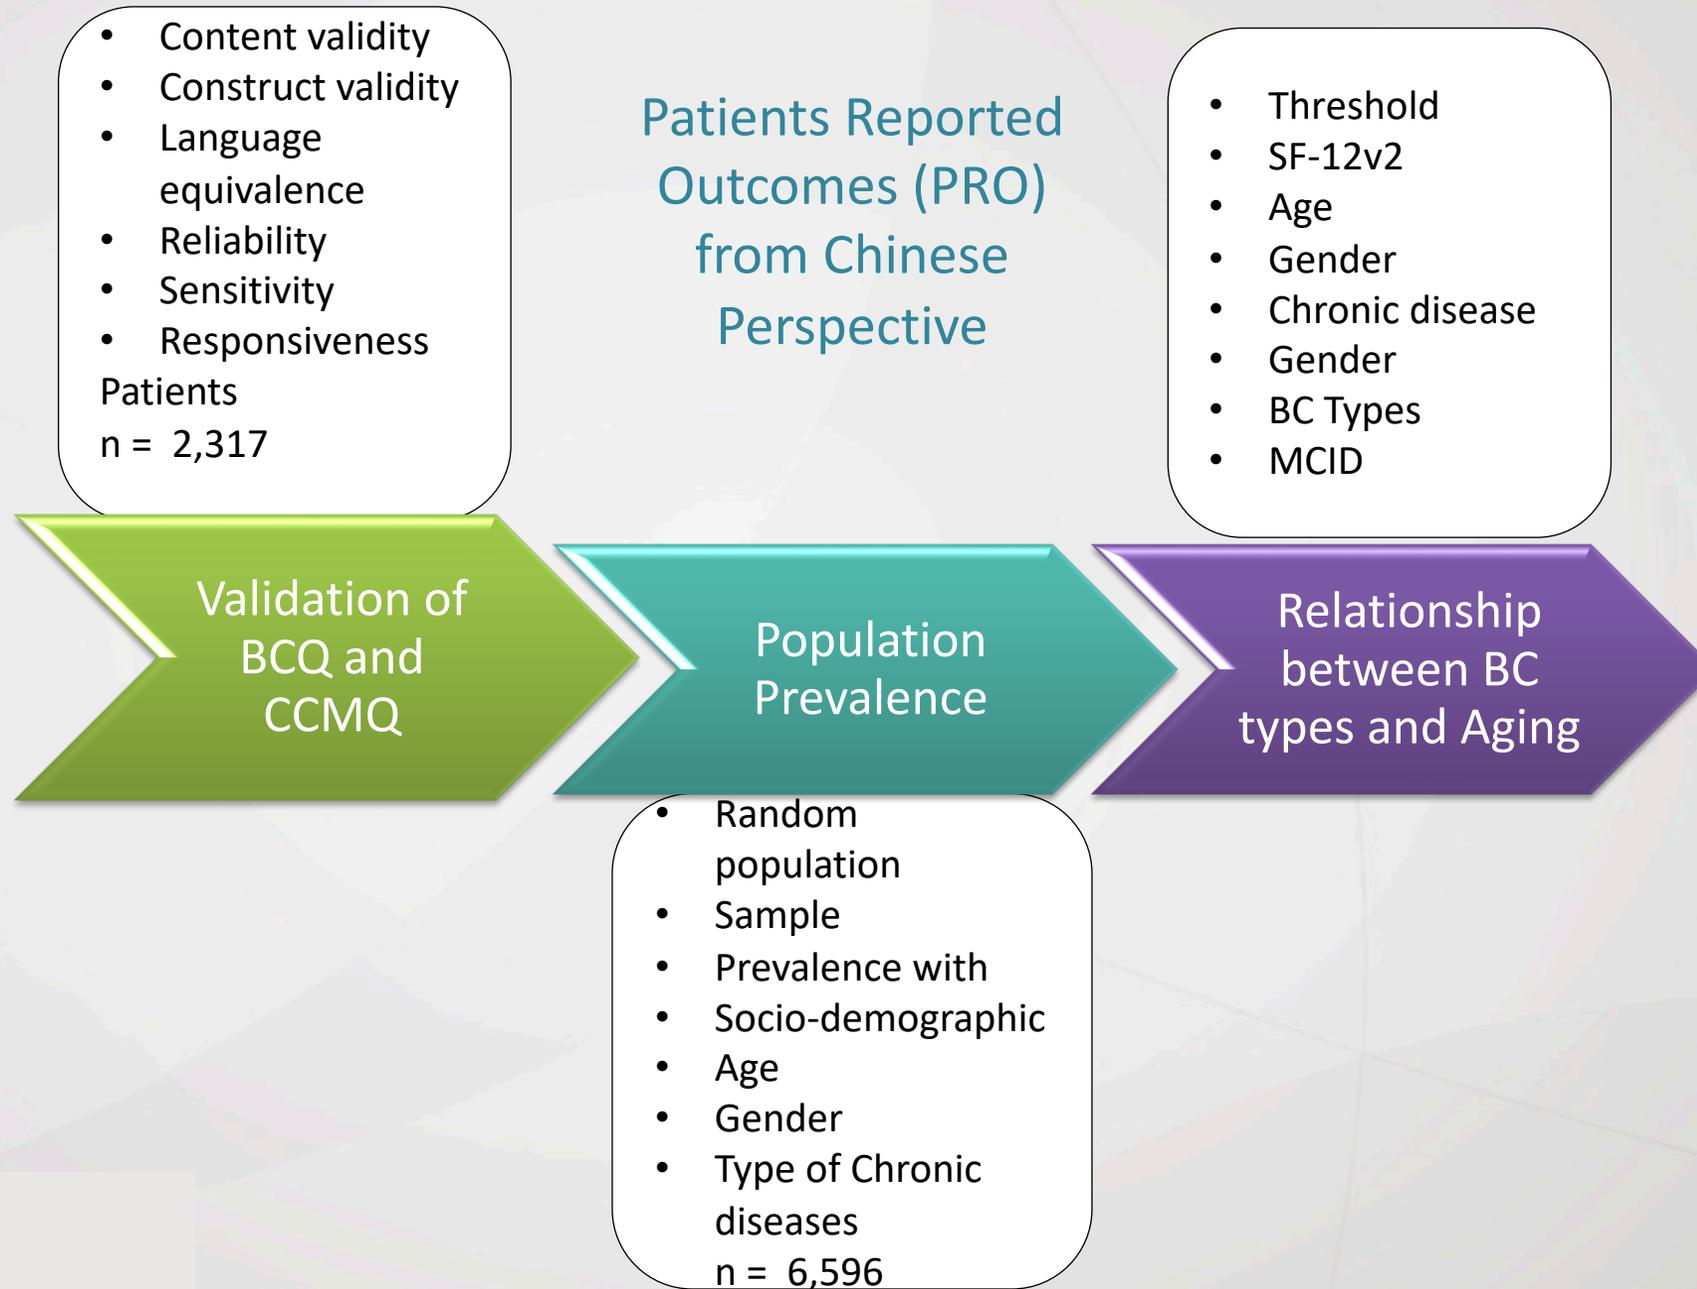 • Content validity
• Construct validity
• Language
equivalence
• Reliability
• Sensitivity
• Responsiveness
Patients
n = 2,317
Patients Reported
Outcomes (PRO)
from Chinese
Perspective
• Threshold
• SF-12v2
• Age
• Gender
• Chronic disease
• Gender
• BC Types
• MCID
Validation of
BCQ and
CCMQ
Population
Prevalence
Relationship
between BC
types and Aging
• Random
population
• Sample
• Prevalence with
• Socio-demographic
• Age
• Gender
• Type of Chronic
diseases
n = 6,596